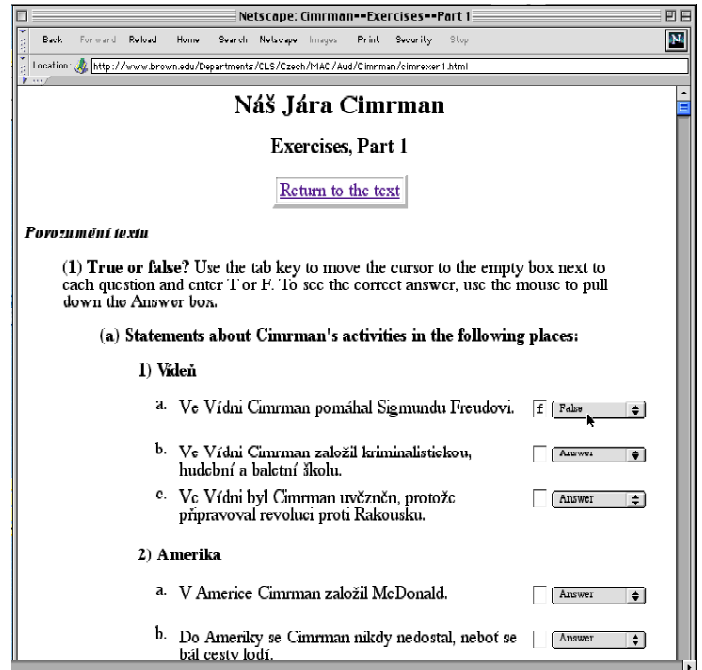 Netscape: Cimrman--Exercises--Part 1
Back Forward Reload Home Search Netscape Images Print Security Stop
N
Location: http://www.brown.edu/Departments/CLS/Czech/MAC/Aud/Cimrman/cimrexer1.html
Náš Jára Cimrman
Exercises, Part 1
Return to the text
Porozumění textu
(1) True or false? Use the tab key to move the cursor to the empty box next to
each question and enter T or F. To see the correct answer, use the mouse to pull
down the Answer box.
(a) Statements about Cimrman's activities in the following places:
1) Vídeň
a. Ve Vídni Cimrman pomáhal Sigmundu Freudovi. f False
b. Ve Vídni Cimrman založil kriminalistickou, Answer
hudební a baletní školu.
c. Ve Vídni byl Cimrman uvězněn, protože Answer
připravoval revoluci proti Rakousku.
2) Amerika
a. V Americe Cimrman založil McDonald. Answer
b. Do Ameriky se Cimrman nikdy nedostal, neboť se Answer
bál cesty lodí.